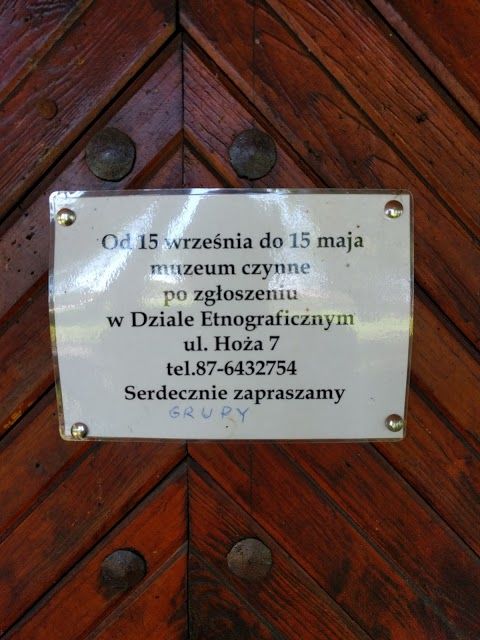 Od 15 września do 15 maja
muzeum czynne
po zgłoszeniu
w Dziale Etnograficznym
ul. Hoża 7
tel.87-6432754
Serdecznie zapraszamy
GRUPY